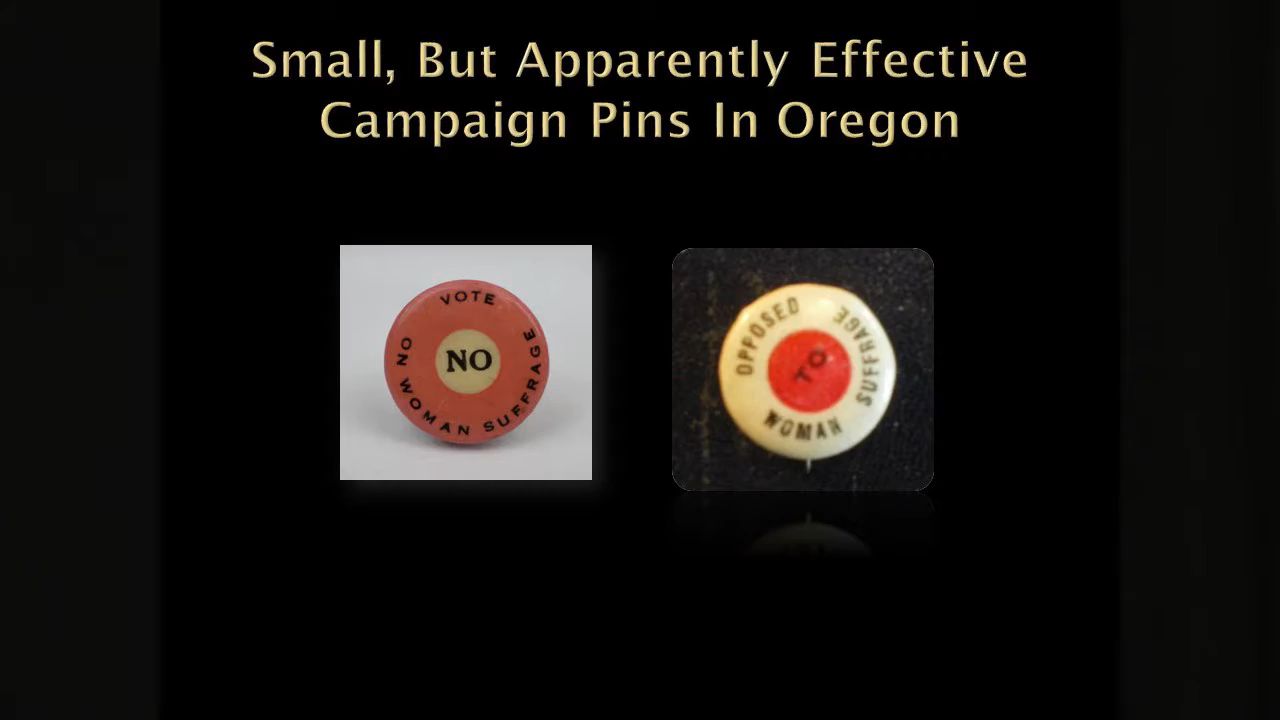 Small, But Apparently Effective
Campaign Pins In Oregon
VOTE
NO
ON WOMAN SUFFRAGE
OPPOSED
TO
WOMAN
SUFFRAGE